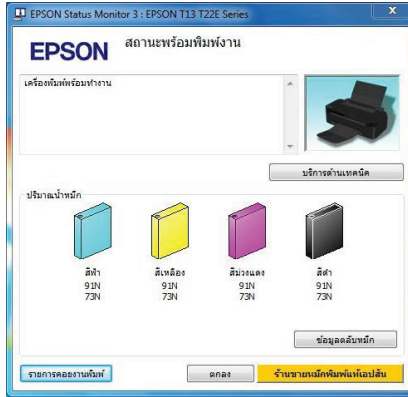 EPSON Status Monitor 3 : EPSON T13 T22E Series
EPSON
สถานะพร้อมพิมพ์งาน
เครื่องพิมพ์พร้อมทำงาน
บริการด้านเทคนิค
ปริมาณน้ำหมึก
สีฟ้า สีเหลือง สีม่วงแดง สีดำ
91N 91N 91N 91N
73N 73N 73N 73N
ข้อมูลตลับหมึก
รายการคอยงานพิมพ์ ตกลง ร้านขายหมึกพิมพ์แท้เอปสัน